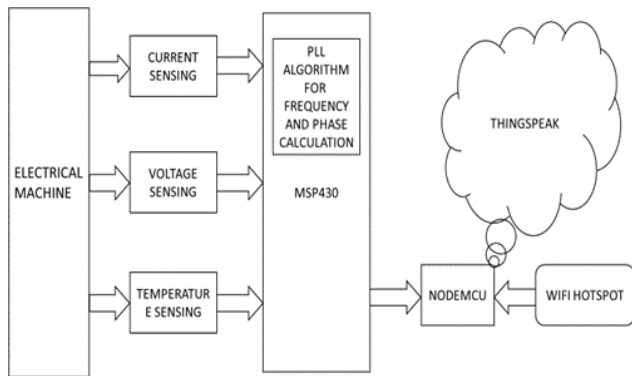 ELECTRICAL
MACHINE
CURRENT
SENSING
VOLTAGE
SENSING
TEMPERATUR
E SENSING
PLL
ALGORITHM
FOR
FREQUENCY
AND PHASE
CALCULATION
MSP430
THINGSPEAK
NODEMCU
WIFI HOTSPOT